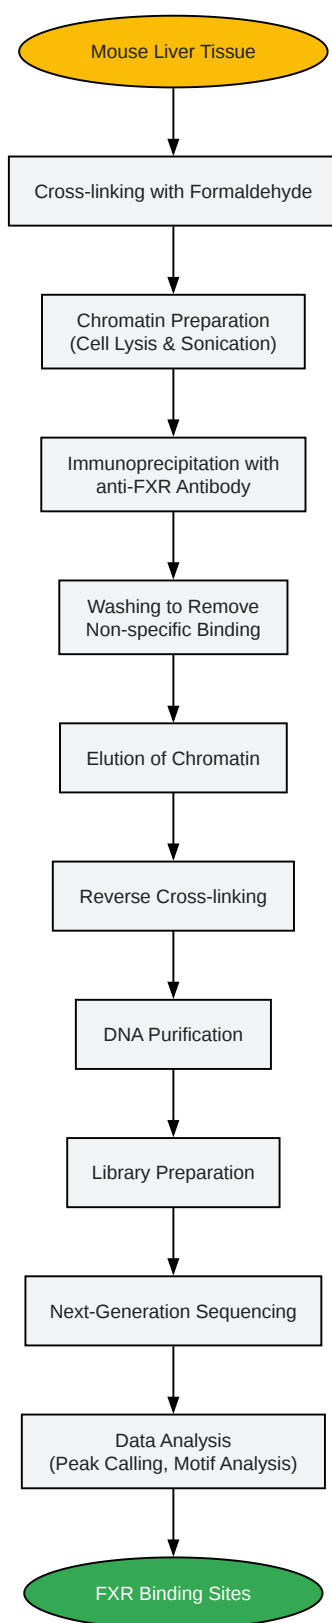 Mouse Liver Tissue
Cross-linking with Formaldehyde
Chromatin Preparation
(Cell Lysis & Sonication)
Immunoprecipitation with
anti-FXR Antibody
Washing to Remove
Non-specific Binding
Elution of Chromatin
Reverse Cross-linking
DNA Purification
Library Preparation
Next-Generation Sequencing
Data Analysis
(Peak Calling, Motif Analysis)
FXR Binding Sites